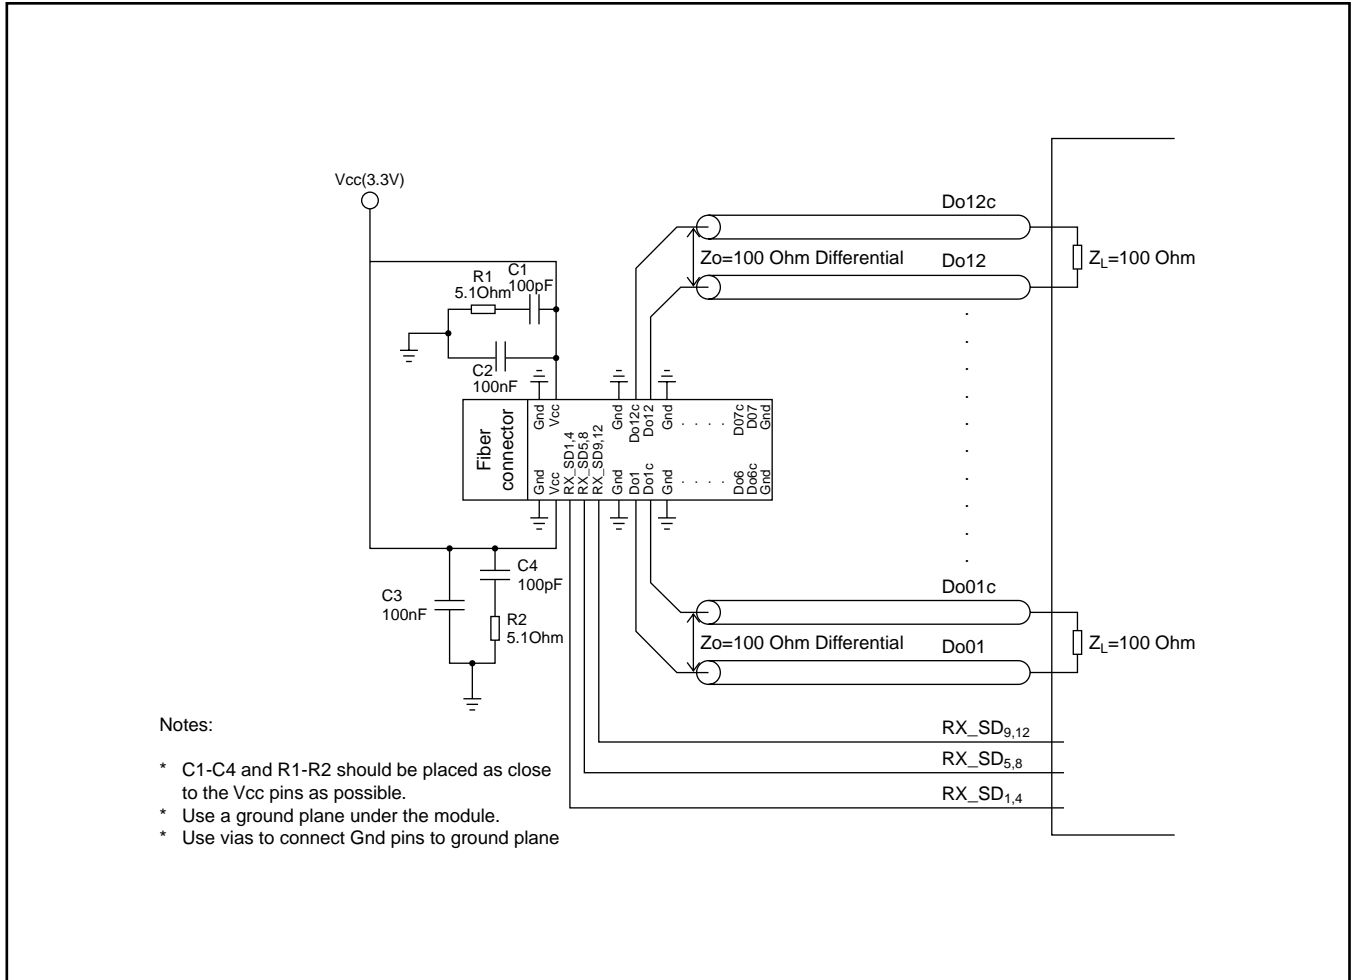 Vcc(3.3V)
Do12c
Zo=100 Ohm Differential
Do12
ZL=100 Ohm
R1
5.1Ohm
C1
100pF
C2
100nF
Fiber
connector
Gnd
Vcc
Gnd
Do12c
Do12
Gnd
. . . .
D07c
D07
Gnd
RX_SD1,4
RX_SD5,8
RX_SD9,12
Gnd
Vcc
Gnd
Do1
Do1c
Gnd
. . . .
Do6
Do6c
Gnd
C4
100pF
C3
100nF
R2
5.1Ohm
Do01c
Zo=100 Ohm Differential
Do01
ZL=100 Ohm
RX_SD9,12
RX_SD5,8
RX_SD1,4
Notes:
* C1-C4 and R1-R2 should be placed as close
to the Vcc pins as possible.
* Use a ground plane under the module.
* Use vias to connect Gnd pins to ground plane